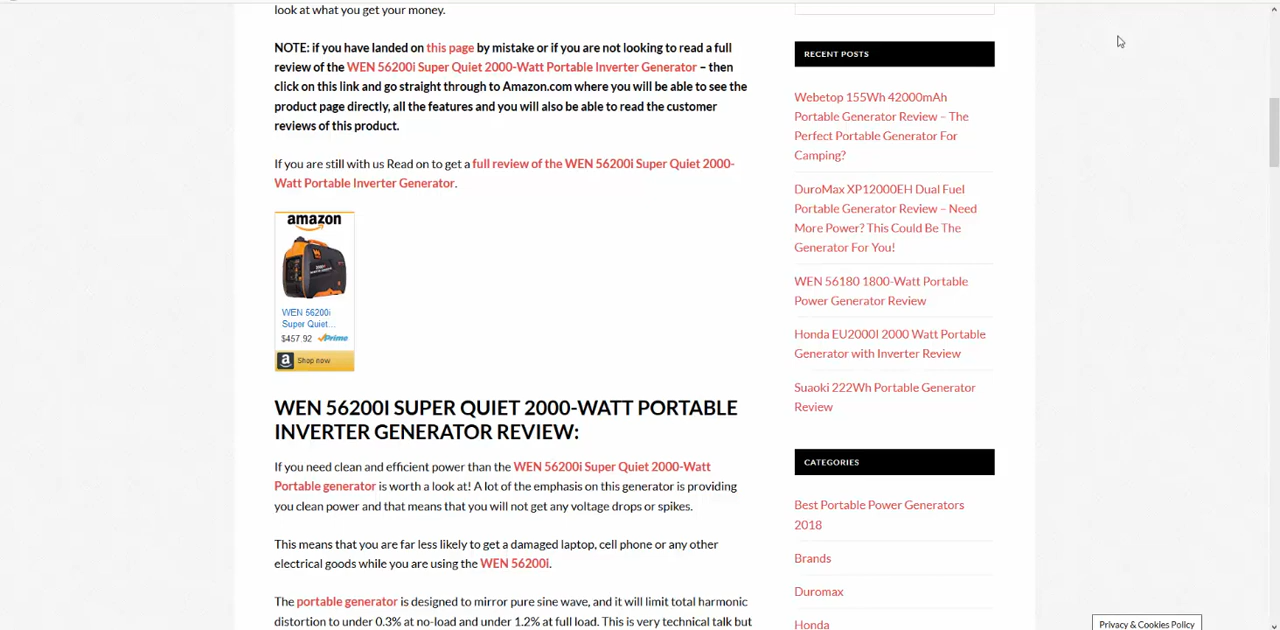 look at what you get your money.
NOTE: if you have landed on this page by mistake or if you are not looking to read a full
review of the WEN 56200i Super Quiet 2000-Watt Portable Inverter Generator – then
click on this link and go straight through to Amazon.com where you will be able to see the
product page directly, all the features and you will also be able to read the customer
reviews of this product.
If you are still with us Read on to get a full review of the WEN 56200i Super Quiet 2000-
Watt Portable Inverter Generator.
amazon
WEN 56200i
Super Quiet...
$457.92 Prime
a Shop now
WEN 56200I SUPER QUIET 2000-WATT PORTABLE
INVERTER GENERATOR REVIEW:
If you need clean and efficient power than the WEN 56200i Super Quiet 2000-Watt
Portable generator is worth a look at! A lot of the emphasis on this generator is providing
you clean power and that means that you will not get any voltage drops or spikes.
This means that you are far less likely to get a damaged laptop, cell phone or any other
electrical goods while you are using the WEN 56200i.
The portable generator is designed to mirror pure sine wave, and it will limit total harmonic
distortion to under 0.3% at no-load and under 1.2% at full load. This is very technical talk but
RECENT POSTS
Webetop 155Wh 42000mAh
Portable Generator Review – The
Perfect Portable Generator For
Camping?
DuroMax XP12000EH Dual Fuel
Portable Generator Review – Need
More Power? This Could Be The
Generator For You!
WEN 56180 1800-Watt Portable
Power Generator Review
Honda EU2000I 2000 Watt Portable
Generator with Inverter Review
Suaoki 222Wh Portable Generator
Review
CATEGORIES
Best Portable Power Generators
2018
Brands
Duromax
Honda
Privacy & Cookies Policy